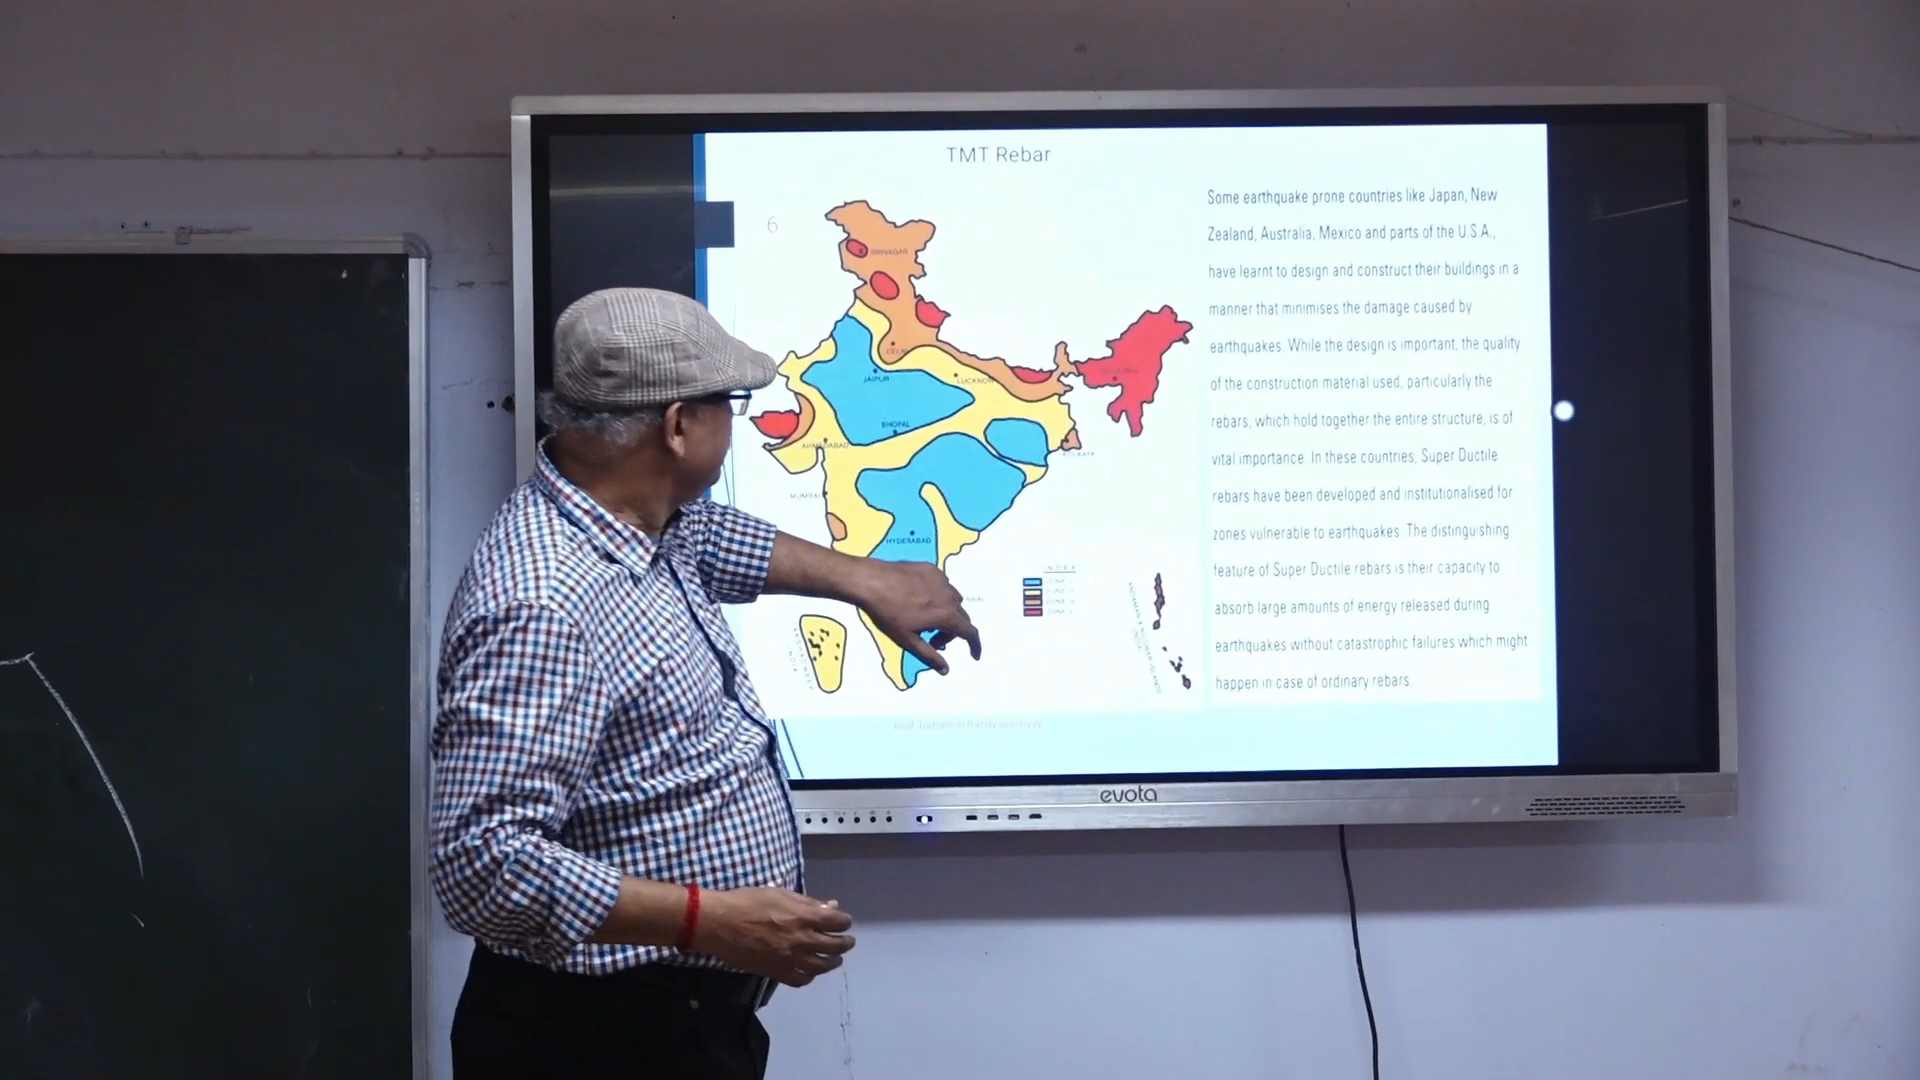 TMT Rebar
6
SRINAGAR
DELHI
JAIPUR
LUCKNOW
BHOPAL
AHMADABAD
KOLKATA
MUMBAI
HYDERABAD
Some earthquake prone countries like Japan, New
Zealand, Australia, Mexico and parts of the U.S.A.,
have learnt to design and construct their buildings in a
manner that minimises the damage caused by
earthquakes. While the design is important, the quality
of the construction material used, particularly the
rebars, which hold together the entire structure, is of
vital importance. In these countries, Super Ductile
rebars have been developed and institutionalised for
zones vulnerable to earthquakes. The distinguishing
feature of Super Ductile rebars is their capacity to
absorb large amounts of energy released during
earthquakes without catastrophic failures which might
happen in case of ordinary rebars.
evota